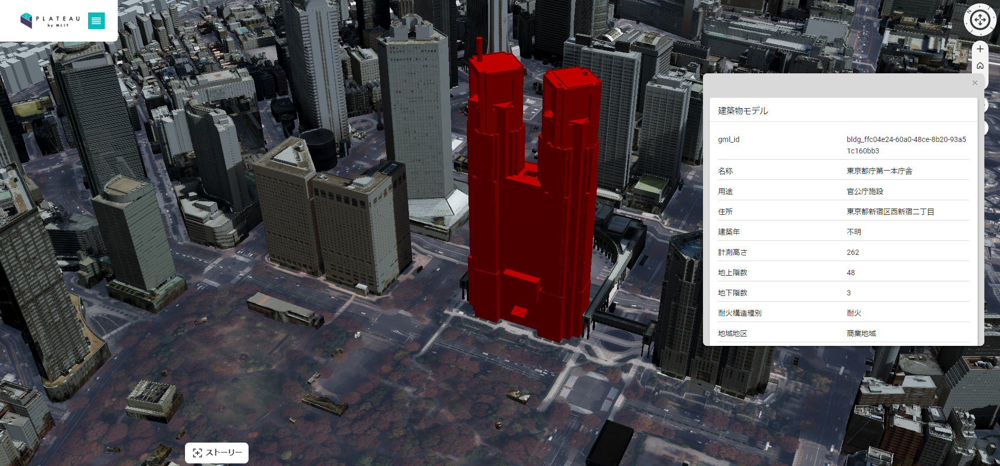 PLATEAU
by MLIT
N
建築物モデル
gml_id bldg_ffc04e24-60a0-48ce-8b20-93a5
1c160bb3
名称 東京都庁第一本庁舎
用途 官公庁施設
住所 東京都新宿区西新宿二丁目
建築年 不明
計測高さ 262
地上階数 48
地下階数 3
耐火構造種別 耐火
地域地区 商業地域
ストーリー